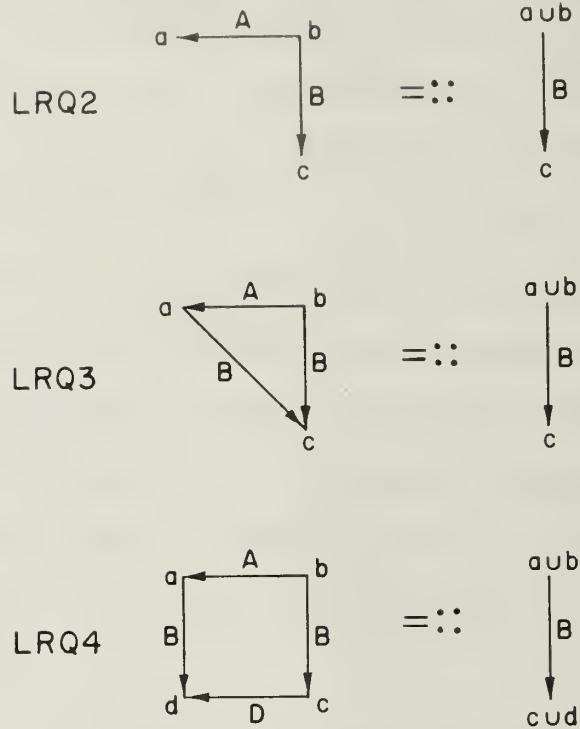 a A b a∪b
LRQ2 B =:: B
c c
a A b a∪b
LRQ3 B B =:: B
c c
a A b a∪b
LRQ4 B B =:: B
d D c c∪d